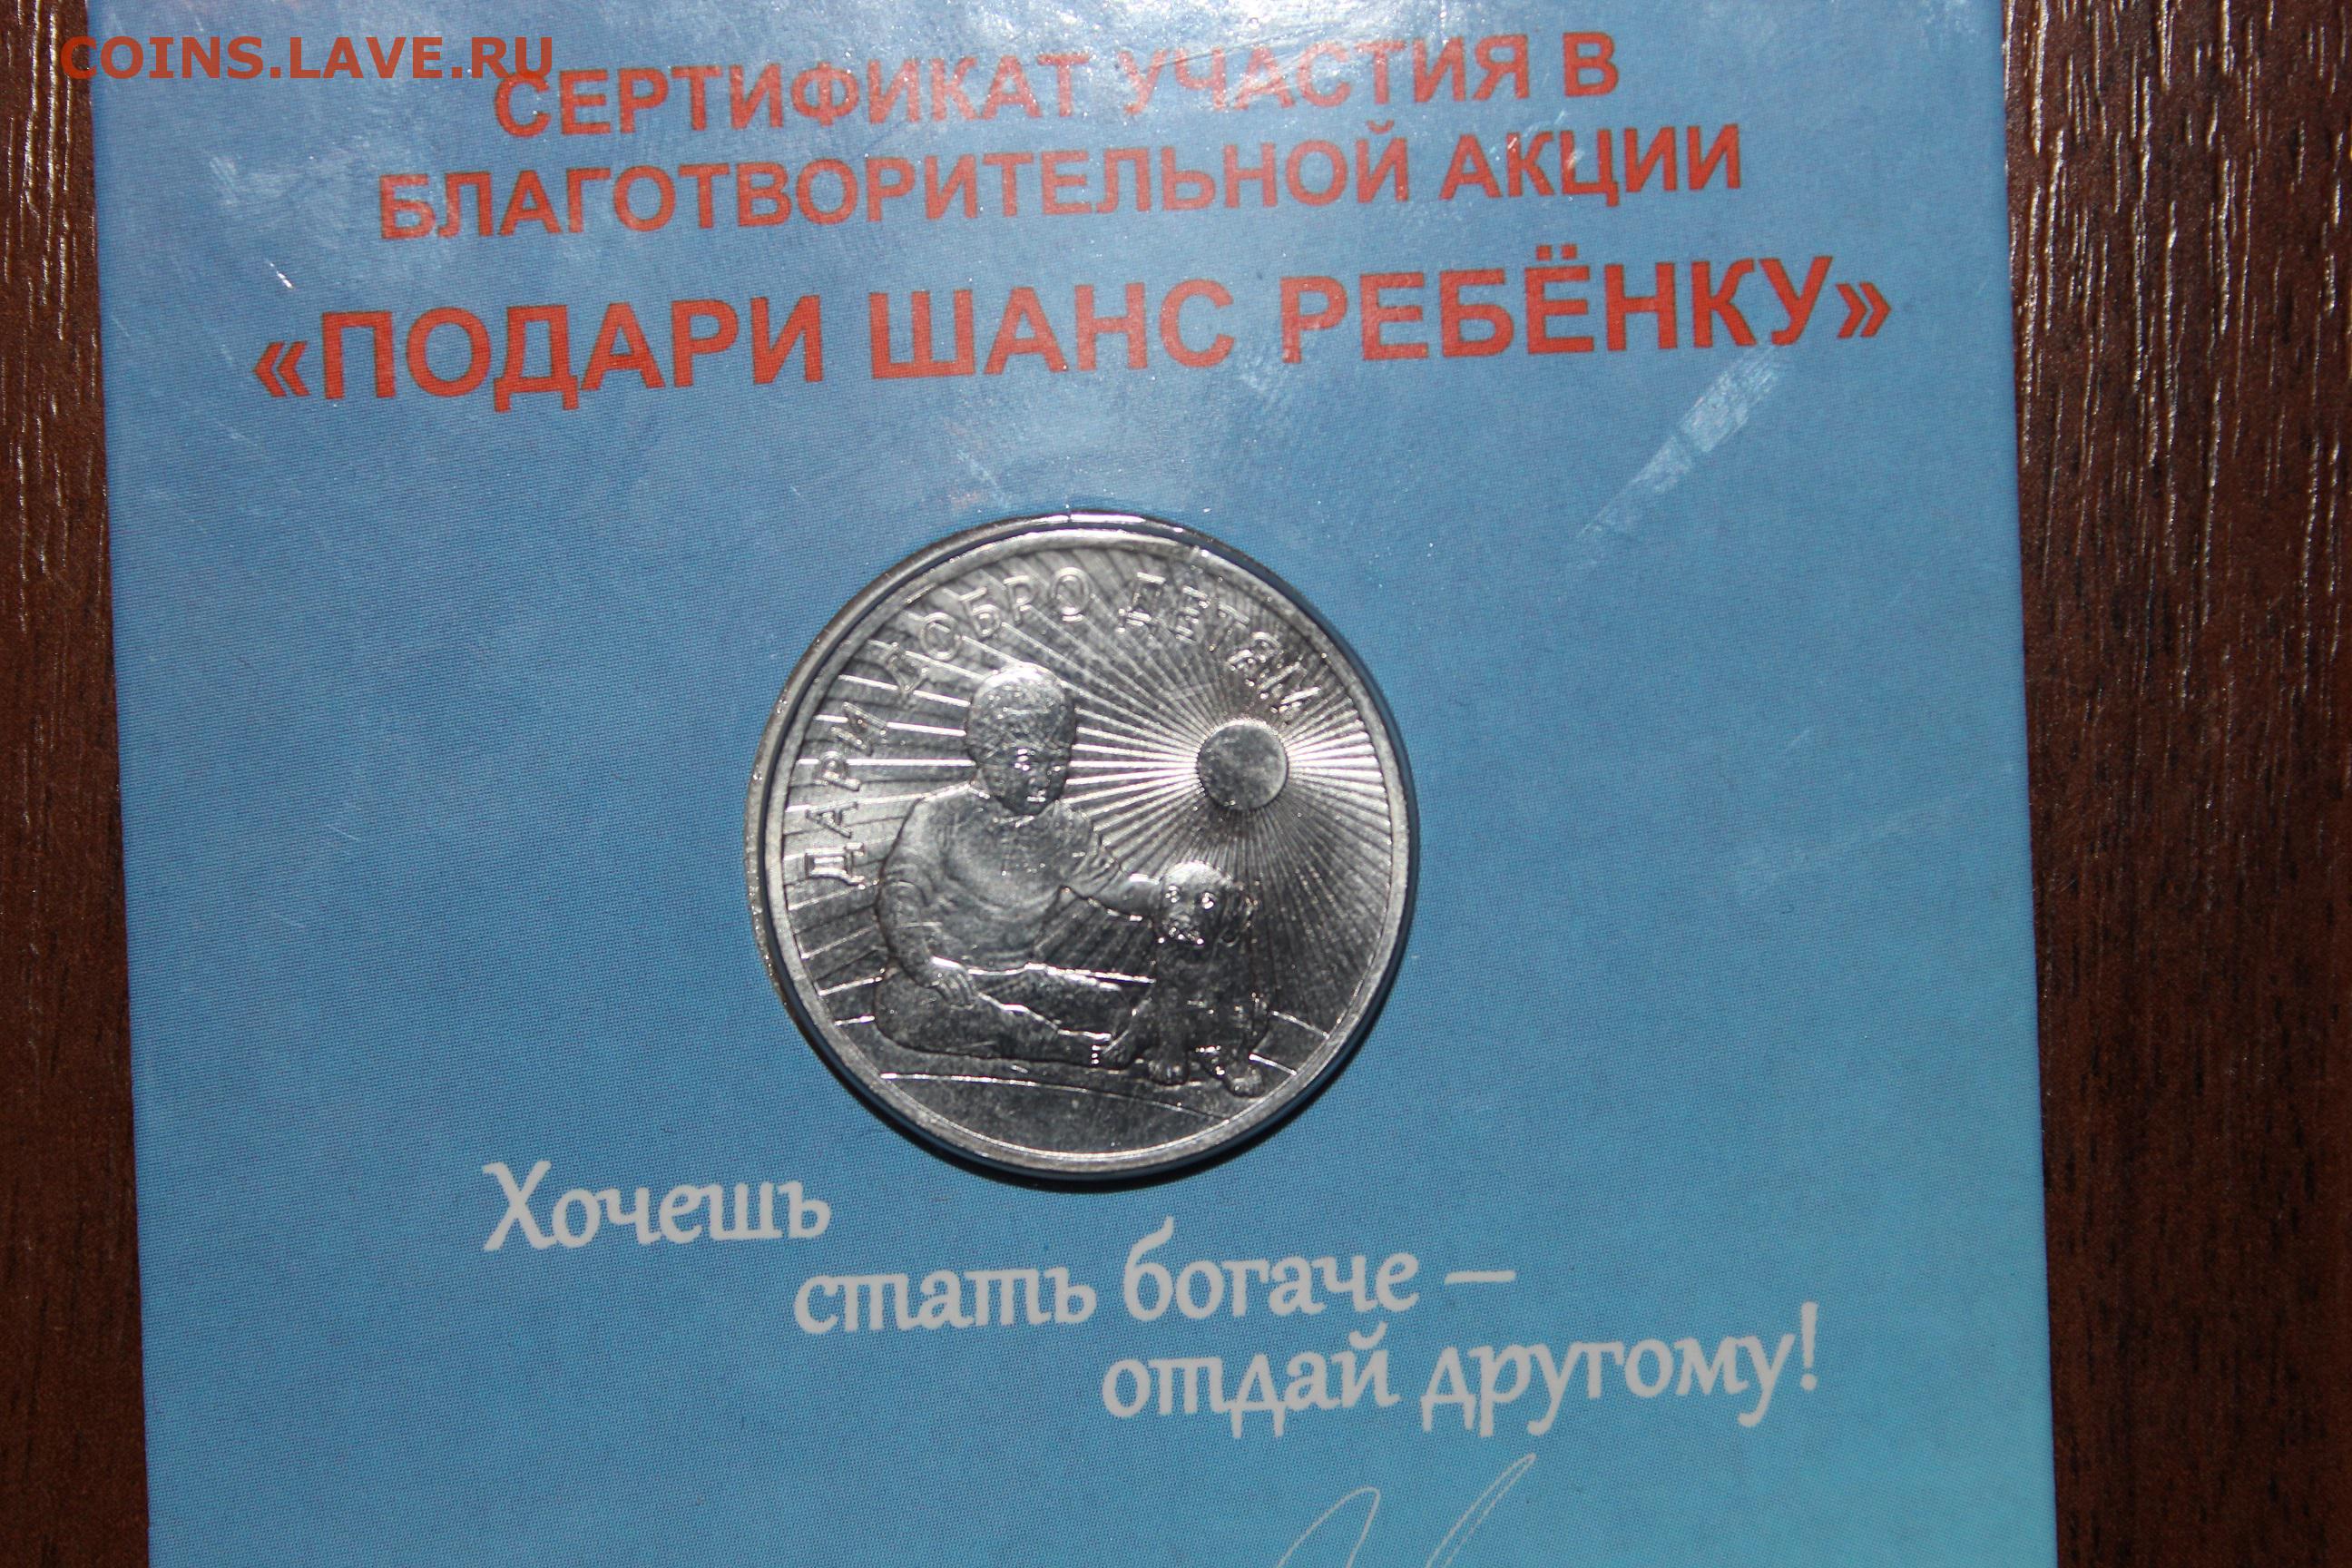 COINS.LAVE.RU
СЕРТИФИКАТ УЧАСТИЯ В
БЛАГОТВОРИТЕЛЬНОЙ АКЦИИ
«ПОДАРИ ШАНС РЕБЁНКУ»
ДАРИ ДОБРО ДЕТЯМ
Хочешь
стать богаче –
отдай другому!